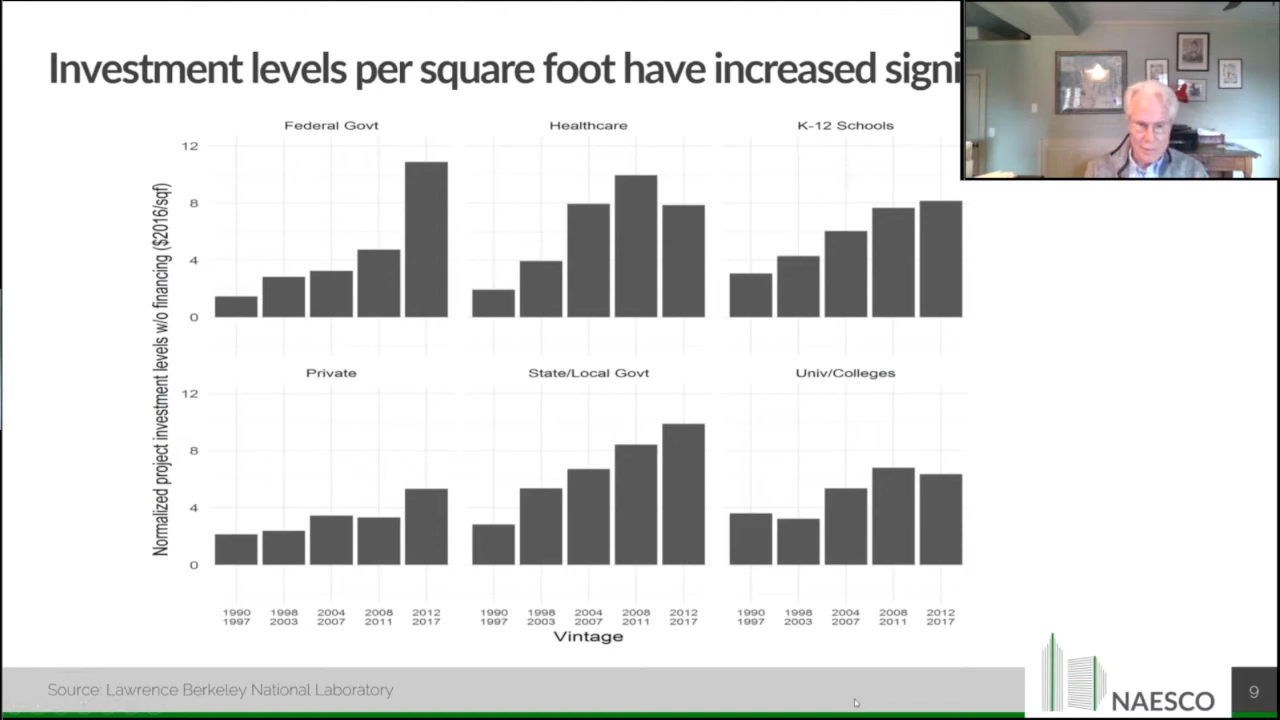 Investment levels per square foot have increased signi
Federal Govt
Healthcare
K-12 Schools
Normalized project investment levels w/o financing ($2016/sqf)
12
8
4
0
Private
State/Local Govt
Univ/Colleges
12
8
4
0
1990 1998 2004 2008 2012 1990 1998 2004 2008 2012 1990 1998 2004 2008 2012
1997 2003 2007 2011 2017 1997 2003 2007 2011 2017 1997 2003 2007 2011 2017
Vintage
Source: Lawrence Berkeley National Laboratory
NAESCO
9